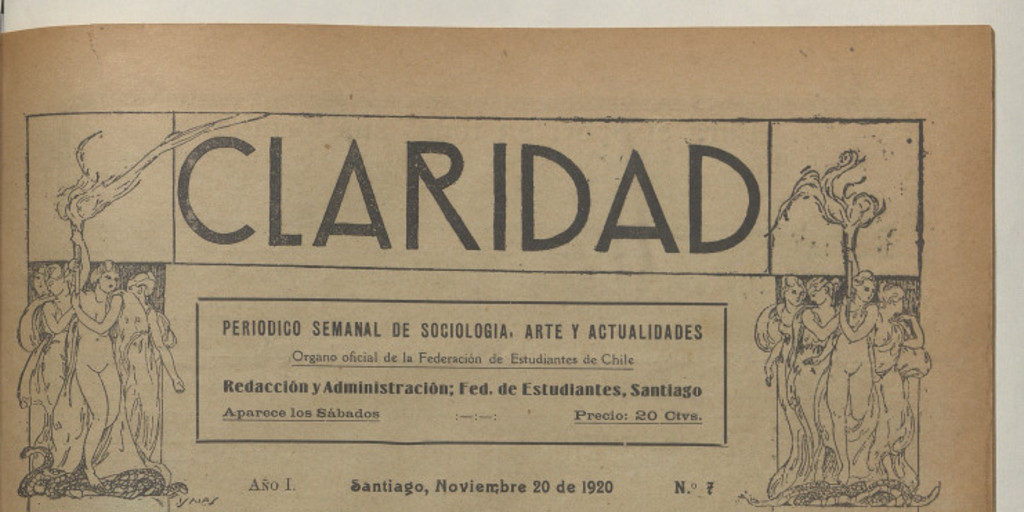 CLARIDAD
PERIODICO SEMANAL DE SOCIOLOGIA, ARTE Y ACTUALIDADES
Organo oficial de la Federación de Estudiantes de Chile
Redacción y Administración; Fed. de Estudiantes, Santiago
Aparece los Sábados :—:—: Precio: 20 Ctvs.
Año I. Santiago, Noviembre 20 de 1920 N.° 7